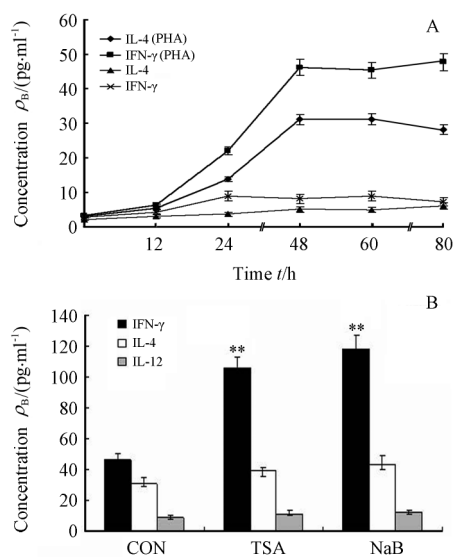 A
IL-4 (PHA)
IFN-γ (PHA)
IL-4
IFN-γ
Concentration ρB/(pg·ml-1)
60
50
40
30
20
10
0
12 24 48 60 80
Time t/h
B
IFN-γ
IL-4
IL-12
Concentration ρB/(pg·ml-1)
140
120
100
80
60
40
20
0
** **
CON TSA NaB